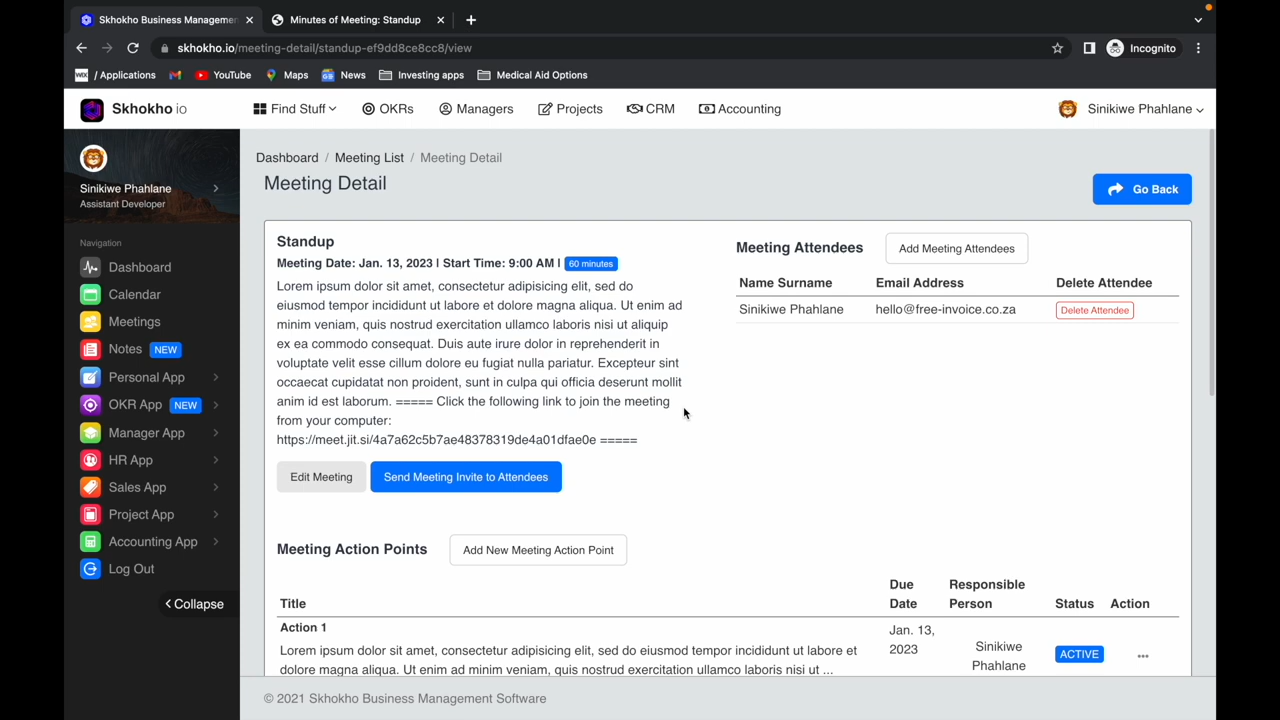 Skhokho Business Managemen
Minutes of Meeting: Standup
skhokho.io/meeting-detail/standup-ef9dd8ce8cc8/view
Incognito
WIX / Applications
YouTube
Maps
News
Investing apps
Medical Aid Options
Skhokho io
Find Stuff
OKRs
Managers
Projects
CRM
Accounting
Sinikiwe Phahlane
Sinikiwe Phahlane
Assistant Developer
Navigation
Dashboard
Calendar
Meetings
Notes NEW
Personal App
OKR App NEW
Manager App
HR App
Sales App
Project App
Accounting App
Log Out
Collapse
Dashboard / Meeting List / Meeting Detail
Meeting Detail
Go Back
Standup
Meeting Date: Jan. 13, 2023 | Start Time: 9:00 AM | 60 minutes
Lorem ipsum dolor sit amet, consectetur adipisicing elit, sed do
eiusmod tempor incididunt ut labore et dolore magna aliqua. Ut enim ad
minim veniam, quis nostrud exercitation ullamco laboris nisi ut aliquip
ex ea commodo consequat. Duis aute irure dolor in reprehenderit in
voluptate velit esse cillum dolore eu fugiat nulla pariatur. Excepteur sint
occaecat cupidatat non proident, sunt in culpa qui officia deserunt mollit
anim id est laborum. ===== Click the following link to join the meeting
from your computer:
https://meet.jit.si/4a7a62c5b7ae48378319de4a01dfae0e =====
Edit Meeting
Send Meeting Invite to Attendees
Meeting Attendees
Add Meeting Attendees
Name Surname Email Address Delete Attendee
Sinikiwe Phahlane hello@free-invoice.co.za Delete Attendee
Meeting Action Points
Add New Meeting Action Point
Title Due Date Responsible Person Status Action
Action 1
Lorem ipsum dolor sit amet, consectetur adipisicing elit, sed do eiusmod tempor incididunt ut labore et
dolore magna aliqua. Ut enim ad minim veniam, quis nostrud exercitation ullamco laboris nisi ut ...
Jan. 13,
2023
Sinikiwe
Phahlane
ACTIVE
...
© 2021 Skhokho Business Management Software